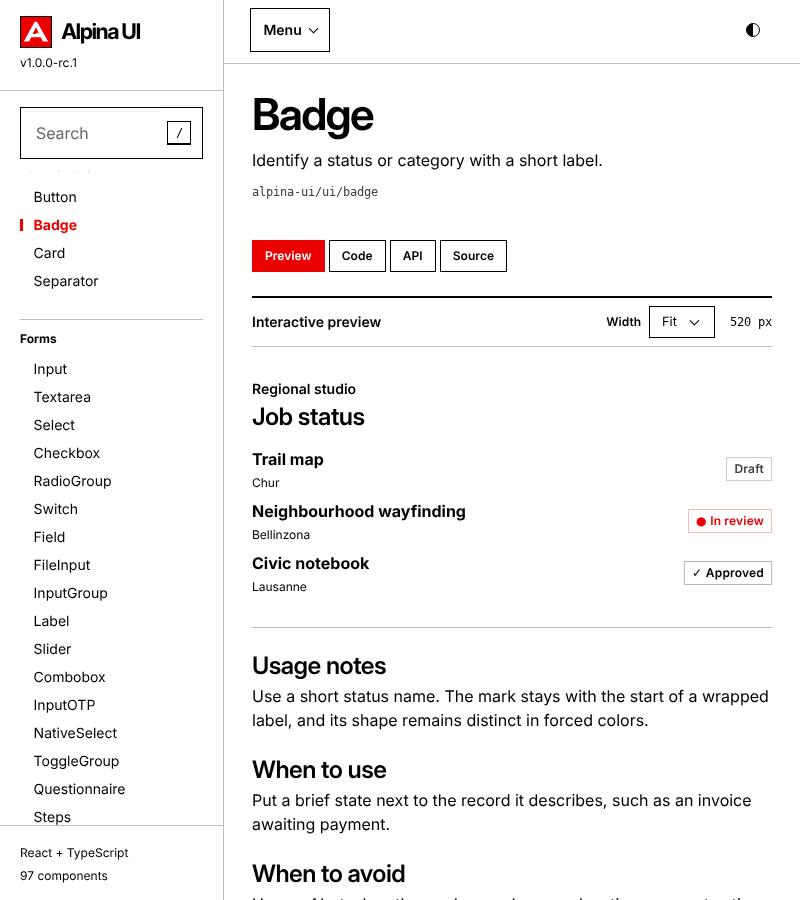 Alpina UI
v1.0.0-rc.1
Search
/
Button
Badge
Card
Separator
Forms
Input
Textarea
Select
Checkbox
RadioGroup
Switch
Field
FileInput
InputGroup
Label
Slider
Combobox
InputOTP
NativeSelect
ToggleGroup
Questionnaire
Steps
React + TypeScript
97 components
Menu
Badge
Identify a status or category with a short label.
alpina-ui/ui/badge
Preview
Code
API
Source
Interactive preview
Width
Fit
520 px
Regional studio
Job status
Trail map
Chur
Draft
Neighbourhood wayfinding
Bellinzona
In review
Civic notebook
Lausanne
✓ Approved
Usage notes
Use a short status name. The mark stays with the start of a wrapped
label, and its shape remains distinct in forced colors.
When to use
Put a brief state next to the record it describes, such as an invoice
awaiting payment.
When to avoid